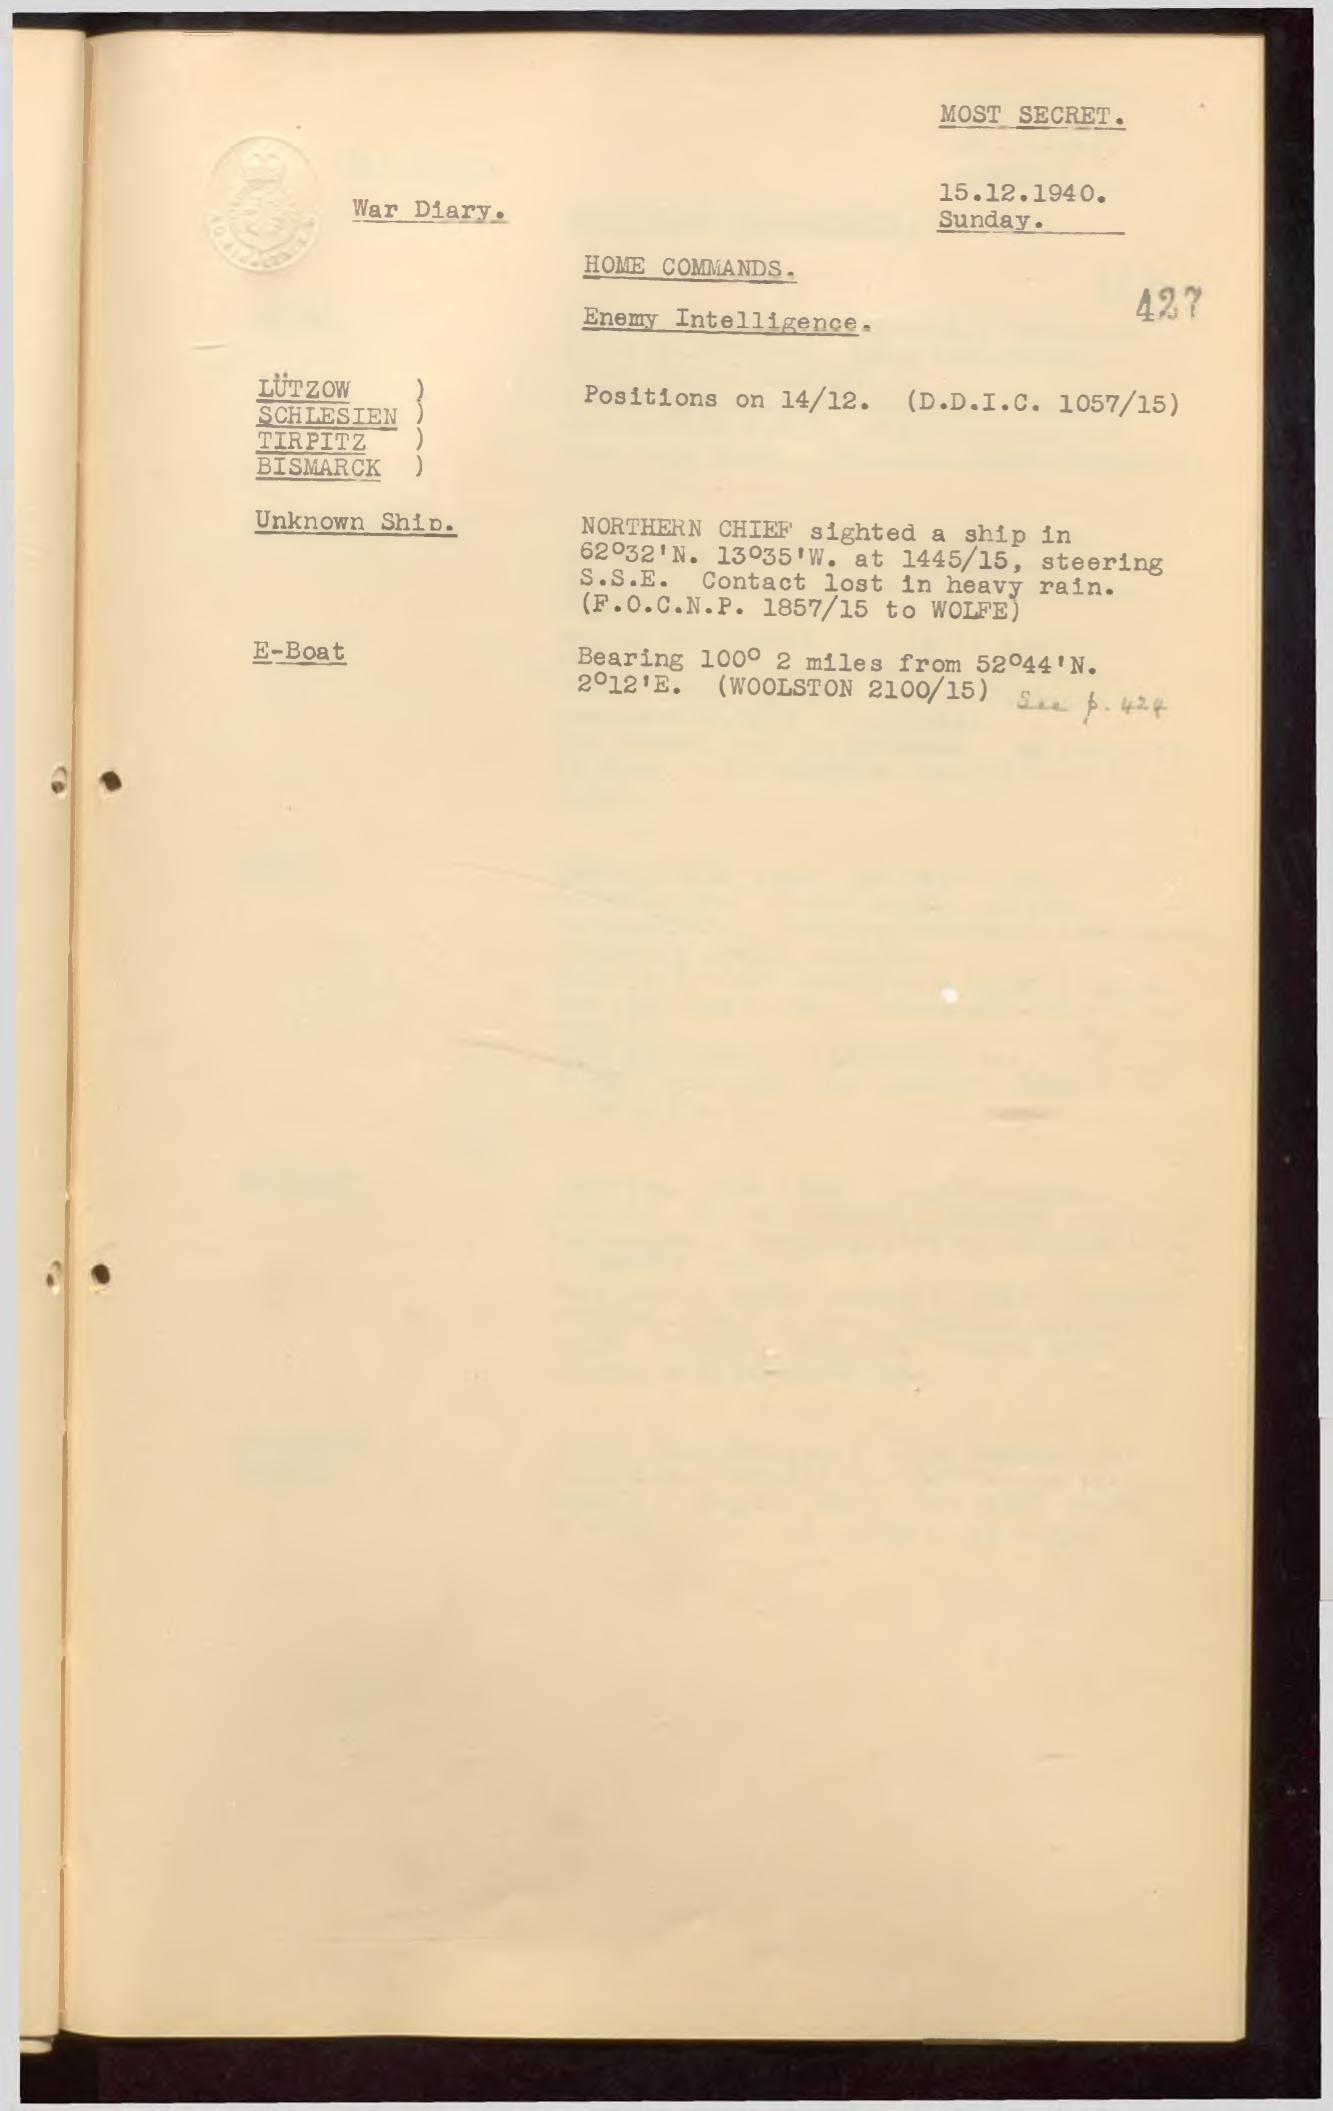 MOST SECRET.
15.12.1940.
War Diary.
Sunday.
HOME COMMANDS.
427
Enemy Intelligence.
LÜTZOW )
SCHLESIEN )
TIRPITZ )
BISMARCK )
Positions on 14/12. (D.D.I.C. 1057/15)
Unknown Ship.
NORTHERN CHIEF sighted a ship in
62°32'N. 13°35'W. at 1445/15, steering
S.S.E. Contact lost in heavy rain.
(F.O.C.N.P. 1857/15 to WOLFE)
E-Boat
Bearing 100° 2 miles from 52°44'N.
2°12'E. (WOOLSTON 2100/15)
See p. 424